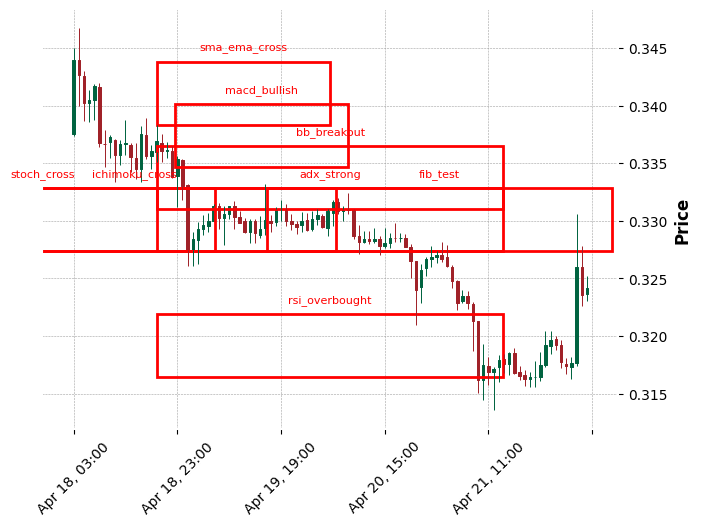 sma_ema_cross
macd_bullish
bb_breakout
stoch_cross
ichimoku_cross
adx_strong
fib_test
rsi_overbought
0.345
0.340
0.335
0.330
0.325
0.320
0.315
Price
Apr 18, 03:00
Apr 18, 23:00
Apr 19, 19:00
Apr 20, 15:00
Apr 21, 11:00